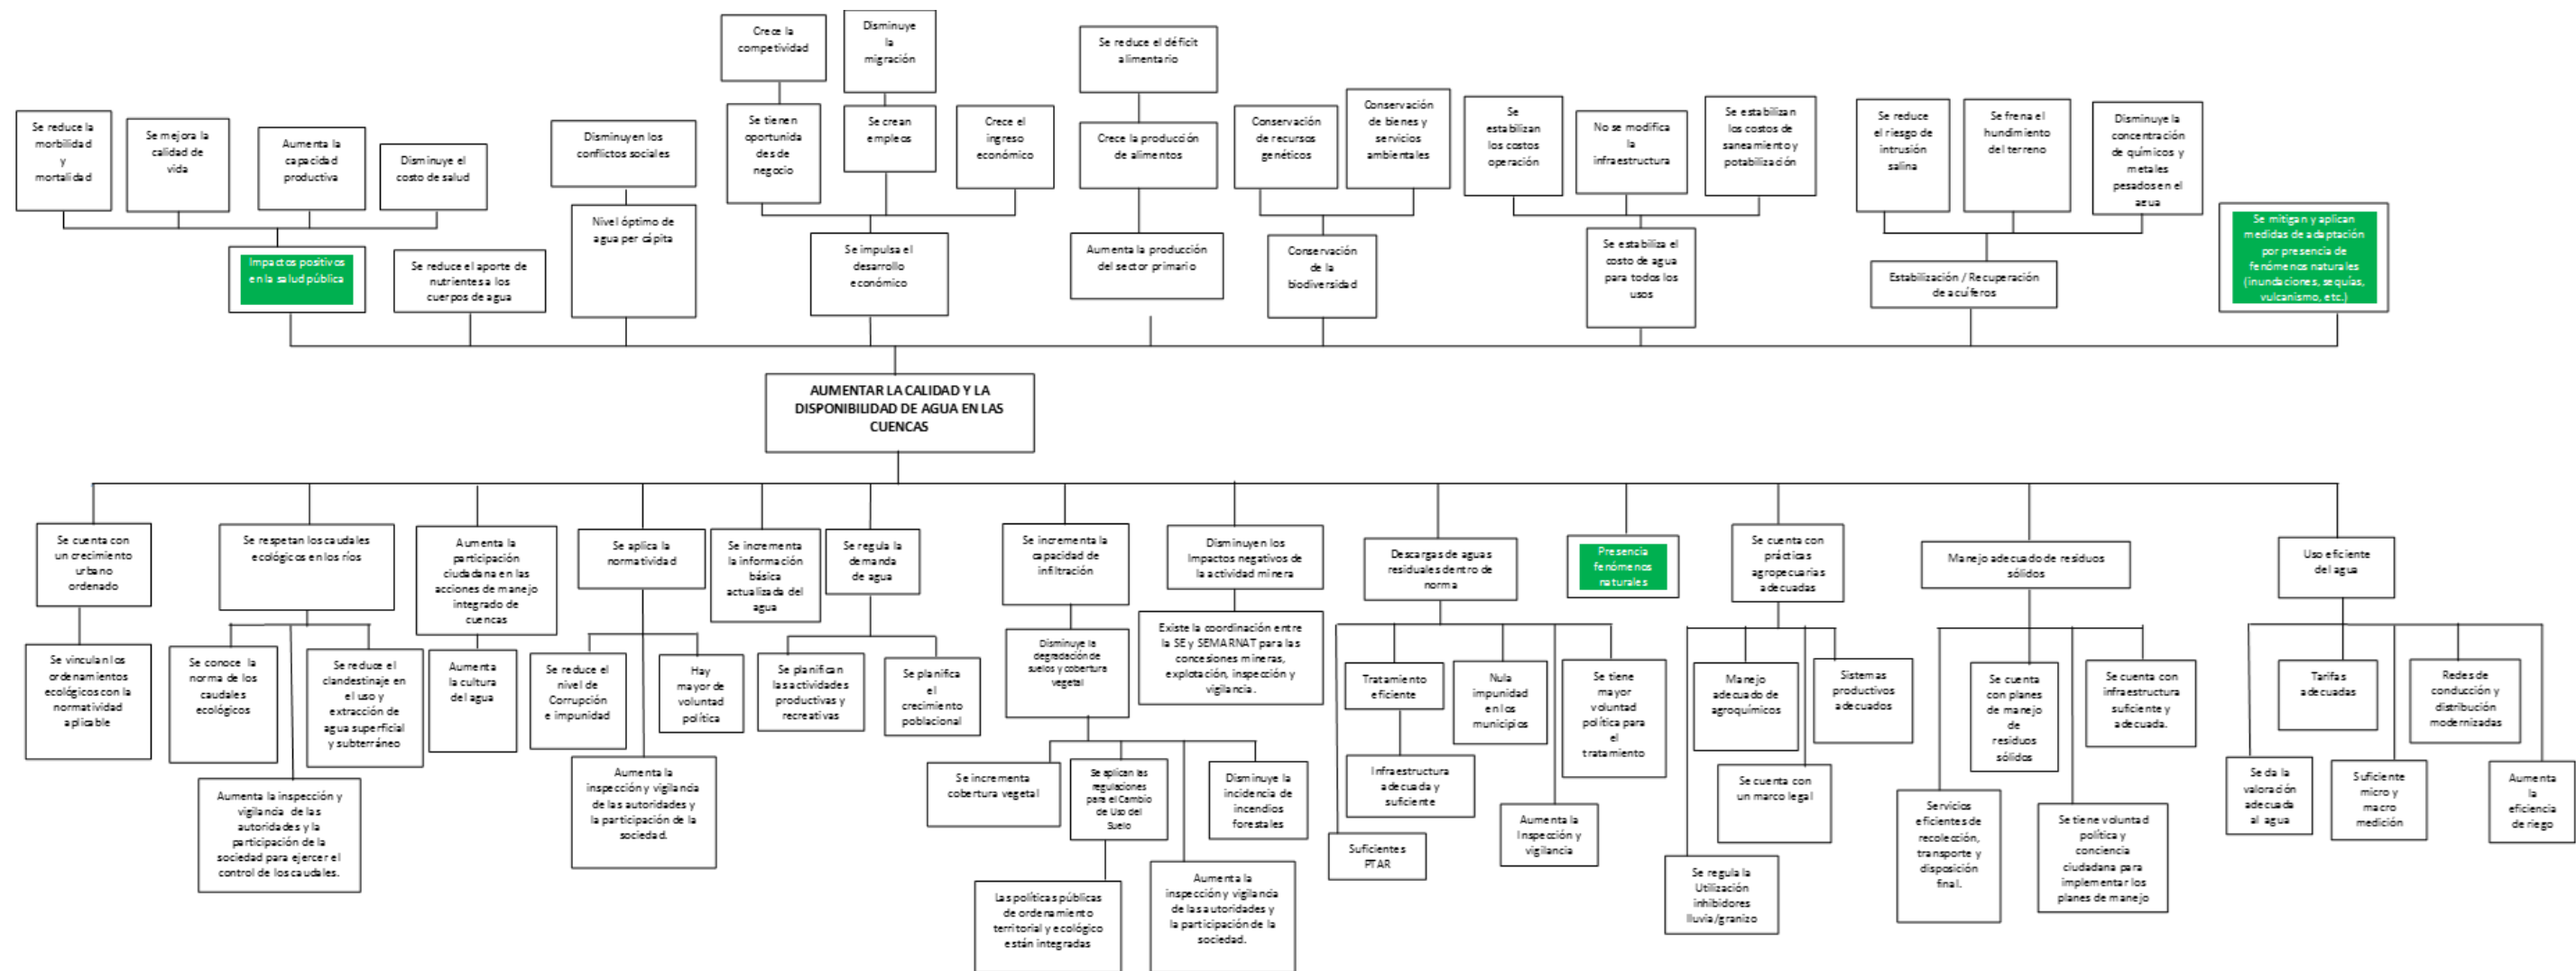 Crece la
competividad
Disminuye
la
migración
Se reduce el déficit
alimentario
Se reduce la
morbilidad
y
mortalidad
Se mejora la
calidad de
vida
Aumenta la
capacidad
productiva
Disminuye el
costo de salud
Disminuyen los
conflictos sociales
Se tienen
oportunida
des de
negocio
Se crean
empleos
Crece el
ingreso
económico
Crece la producción
de alimentos
Conservación
de recursos
genéticos
Conservación
de bienes y
servicios
ambientales
Se
estabilizan
los costos
operación
No se modifica
la
infraestructura
Se estabilizan
los costos de
saneamiento y
potabilización
Se reduce
el riesgo de
intrusión
salina
Se frena el
hundimiento
del terreno
Disminuye la
concentración
de químicos y
metales
pesados en el
agua
Impactos positivos
en la salud pública
Se reduce el aporte de
nutrientes a los
cuerpos de agua
Nivel óptimo de
agua per cápita
Se impulsa el
desarrollo
económico
Aumenta la producción
del sector primario
Conservación
de la
biodiversidad
Se estabiliza el
costo de agua
para todos los
usos
Estabilización / Recuperación
de acuíferos
Se mitigan y aplican
medidas de adaptación
por presencia de
fenómenos naturales
(inundaciones, sequías,
vulcanismo, etc.)
AUMENTAR LA CALIDAD Y LA
DISPONIBILIDAD DE AGUA EN LAS
CUENCAS
Se cuenta con
un crecimiento
urbano
ordenado
Se respetan los caudales
ecológicos en los ríos
Aumenta la
participación
ciudadana en las
acciones de manejo
integrado de
cuencas
Se aplica la
normatividad
Se incrementa
la información
básica
actualizada del
agua
Se regula la
demanda
de agua
Se incrementa la
capacidad de
infiltración
Disminuyen los
Impactos negativos de
la actividad minera
Descargas de aguas
residuales dentro de
norma
Presencia
fenómenos
naturales
Se cuenta con
prácticas
agropecuarias
adecuadas
Manejo adecuado de residuos
sólidos
Uso eficiente
del agua
Se vinculan los
ordenamientos
ecológicos con la
normatividad
aplicable
Se conoce la
norma de los
caudales
ecológicos
Se reduce el
clandestinaje en
el uso y
extracción de
agua superficial
y subterráneo
Aumenta
la cultura
del agua
Se reduce el
nivel de
Corrupción
e impunidad
Hay
mayor de
voluntad
política
Se planifican
las actividades
productivas y
recreativas
Se planifica
el
crecimiento
poblacional
Disminuye la
degradación de
suelos y cobertura
vegetal
Existe la coordinación entre
la SE y SEMARNAT para las
concesiones mineras,
explotación, inspección y
vigilancia.
Tratamiento
eficiente
Nula
impunidad
en los
municipios
Se tiene
mayor
voluntad
política para
el
tratamiento
Manejo
adecuado de
agroquímicos
Sistemas
productivos
adecuados
Se cuenta
con planes
de manejo
de
residuos
sólidos
Se cuenta con
infraestructura
suficiente y
adecuada.
Tarifas
adecuadas
Redes de
conducción y
distribución
modernizadas
Aumenta la inspección y
vigilancia de las
autoridades y la
participación de la
sociedad para ejercer el
control de los caudales.
Aumenta la
inspección y vigilancia
de las autoridades y
la participación de la
sociedad.
Se incrementa
cobertura vegetal
Se aplican las
regulaciones
para el Cambio
de Uso del
Suelo
Disminuye la
incidencia de
incendios
forestales
Infraestructura
adecuada y
suficiente
Suficientes
PTAR
Aumenta la
Inspección y
vigilancia
Se cuenta con
un marco legal
Servicios
eficientes de
recolección,
transporte y
disposición
final.
Se tiene voluntad
política y
conciencia
ciudadana para
implementar los
planes de manejo
Se da la
valoración
adecuada
al agua
Suficiente
micro y
macro
medición
Aumenta
la
eficiencia
de riego
Las políticas públicas
de ordenamiento
territorial y ecológico
están integradas
Aumenta la
inspección y vigilancia
de las autoridades y
la participación de la
sociedad.
Se regula la
Utilización
inhibidores
lluvia/granizo